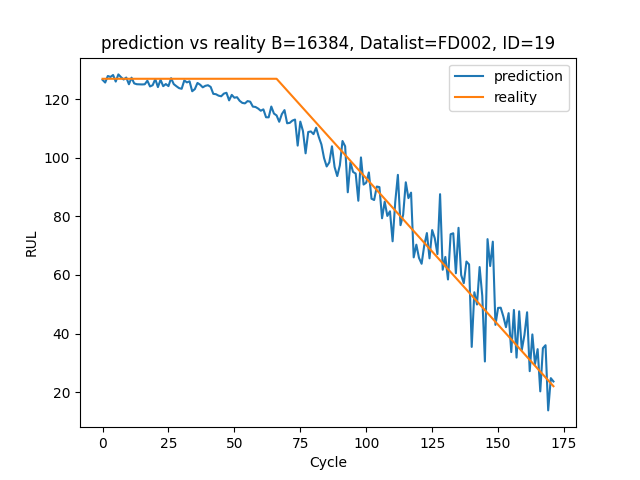 prediction vs reality B=16384, Datalist=FD002, ID=19
prediction
reality
RUL
120
100
80
60
40
20
0 25 50 75 100 125 150 175
Cycle